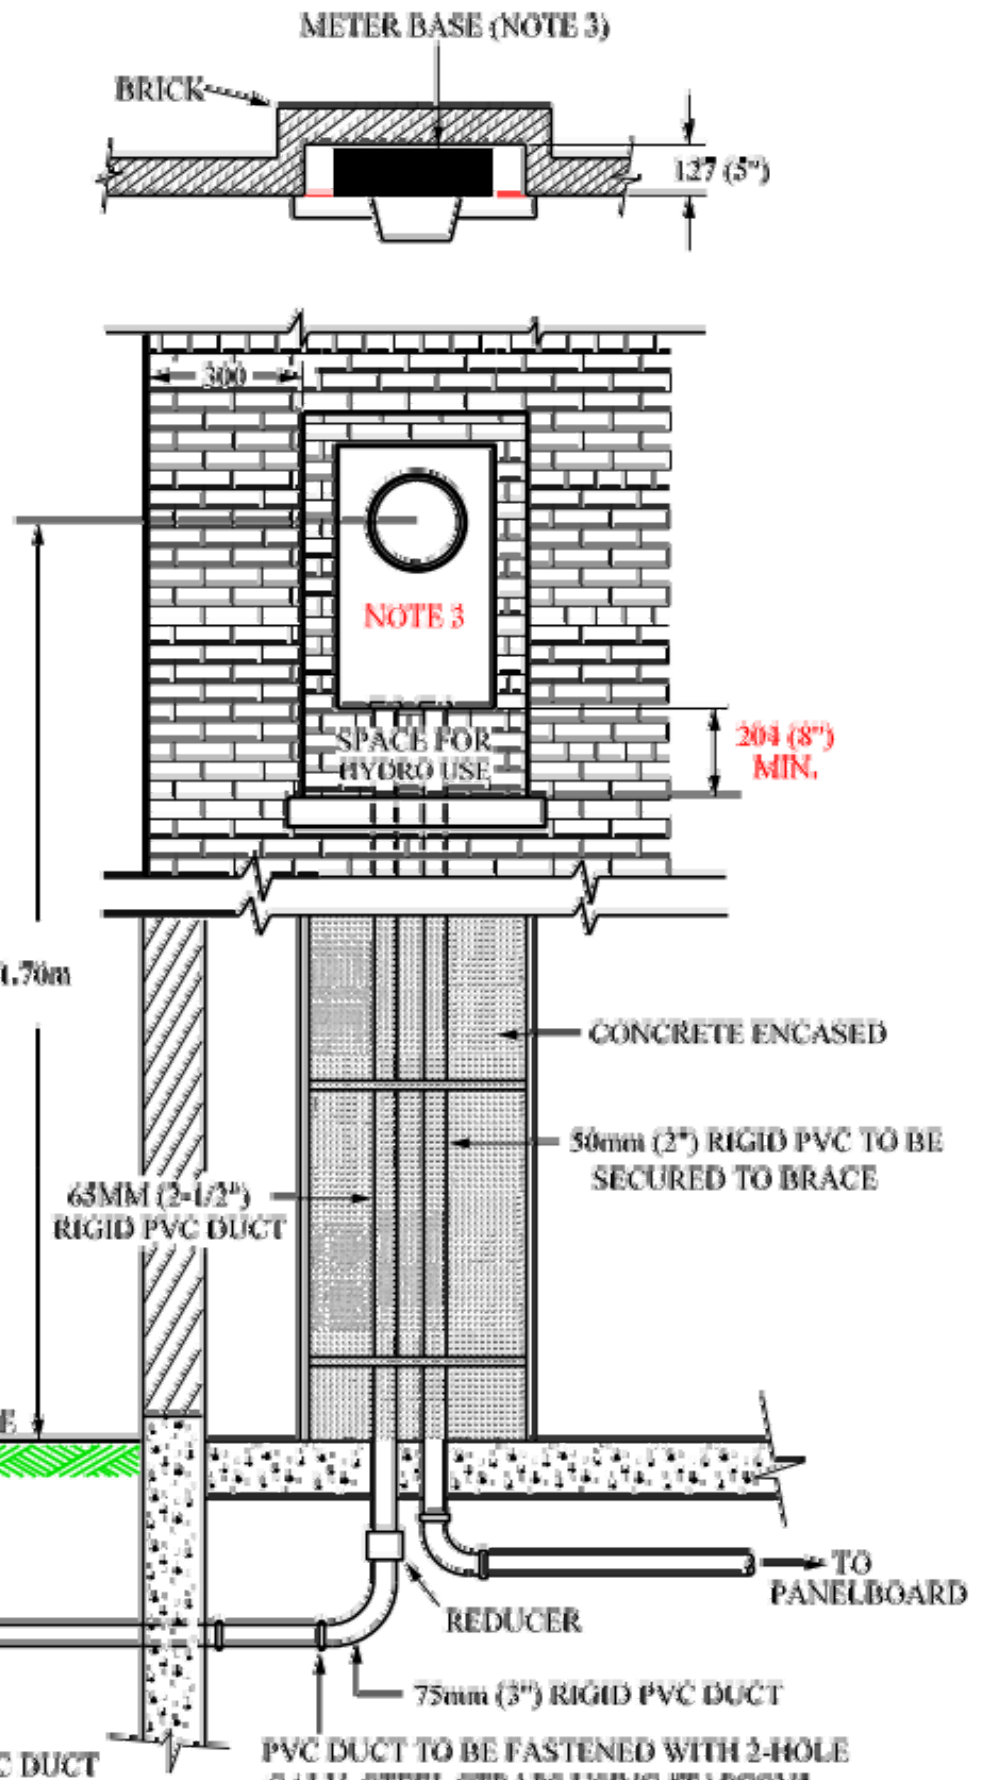 METER BASE (NOTE 3)
BRICK
127 (5")
300
NOTE 3
SPACE FOR
HYDRO USE
204 (8")
MIN.
1.70m
CONCRETE ENCASED
50mm (2") RIGID PVC TO BE
SECURED TO BRACE
65MM (2-1/2")
RIGID PVC DUCT
E
TO
PANELBOARD
REDUCER
75mm (3") RIGID PVC DUCT
PVC DUCT TO BE FASTENED WITH 2-HOLE
C DUCT